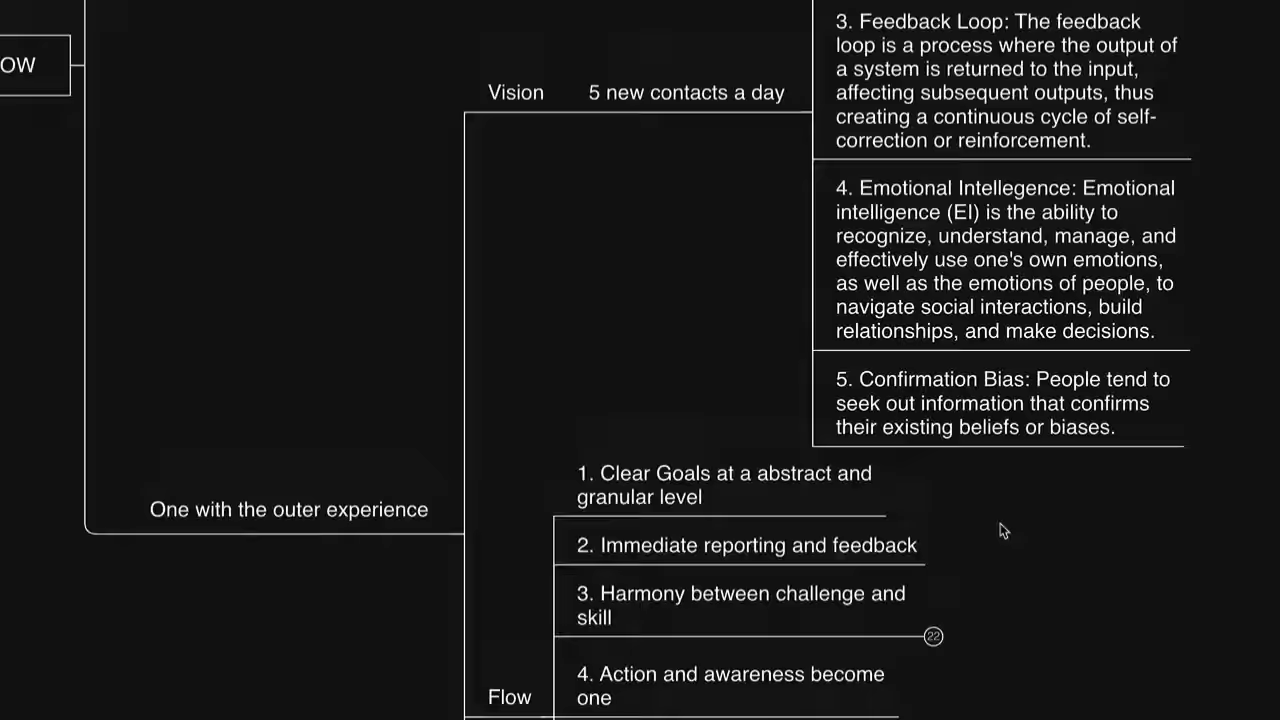 OW
Vision
5 new contacts a day
3. Feedback Loop: The feedback
loop is a process where the output of
a system is returned to the input,
affecting subsequent outputs, thus
creating a continuous cycle of self-
correction or reinforcement.
4. Emotional Intellegence: Emotional
intelligence (EI) is the ability to
recognize, understand, manage, and
effectively use one's own emotions,
as well as the emotions of people, to
navigate social interactions, build
relationships, and make decisions.
5. Confirmation Bias: People tend to
seek out information that confirms
their existing beliefs or biases.
One with the outer experience
1. Clear Goals at a abstract and
granular level
2. Immediate reporting and feedback
3. Harmony between challenge and
skill
22
4. Action and awareness become
one
Flow